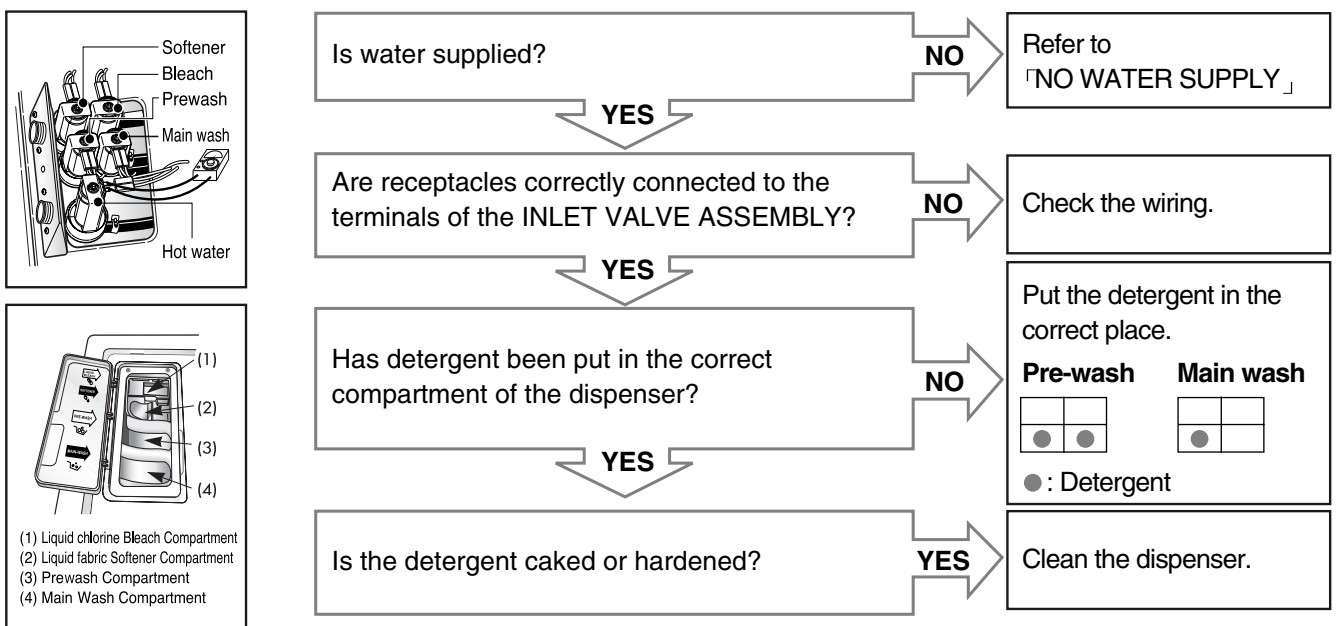 Softener
Bleach
Prewash
Main wash
Hot water
(1)
(2)
(3)
(4)
(1) Liquid chlorine Bleach Compartment
(2) Liquid fabric Softener Compartment
(3) Prewash Compartment
(4) Main Wash Compartment
Is water supplied?
NO
Refer to
「NO WATER SUPPLY」
YES
Are receptacles correctly connected to the
terminals of the INLET VALVE ASSEMBLY?
NO
Check the wiring.
YES
Has detergent been put in the correct
compartment of the dispenser?
NO
Put the detergent in the
correct place.
Pre-wash Main wash
: Detergent
YES
Is the detergent caked or hardened?
YES
Clean the dispenser.